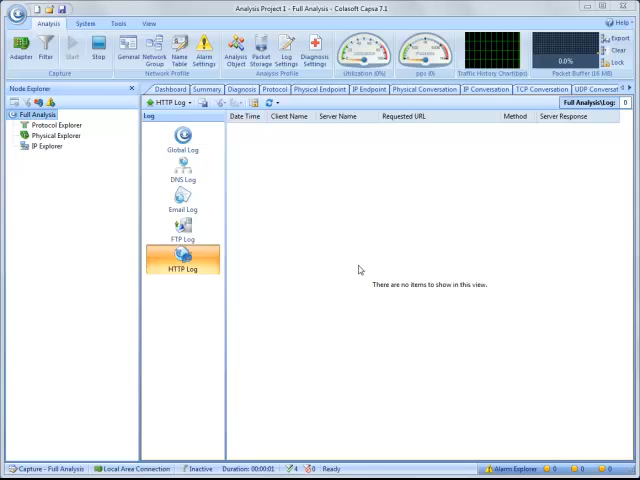 Analysis Project 1 - Full Analysis - Colasoft Capsa 7.1
Analysis System Tools View Help
Adapter Filter Start Stop General Network Group Name Table Alarm Settings Analysis Object Packet Storage Log Settings Diagnosis Settings Export Clear Lock
0.0%
Capture Network Profile Analysis Profile Utilization (0%) pps (0) Traffic History Chart(bps) Packet Buffer (16 MB)
Node Explorer Dashboard Summary Diagnosis Protocol Physical Endpoint IP Endpoint Physical Conversation IP Conversation TCP Conversation UDP Conversat
HTTP Log Full Analysis\Log: 0
Full Analysis
Protocol Explorer
Physical Explorer
IP Explorer
Log
Global Log
DNS Log
Email Log
FTP Log
HTTP Log
Date Time Client Name Server Name Requested URL Method Server Response
There are no items to show in this view.
Capture - Full Analysis Local Area Connection Inactive Duration: 00:00:01 4 0 Ready Alarm Explorer 0 0 0